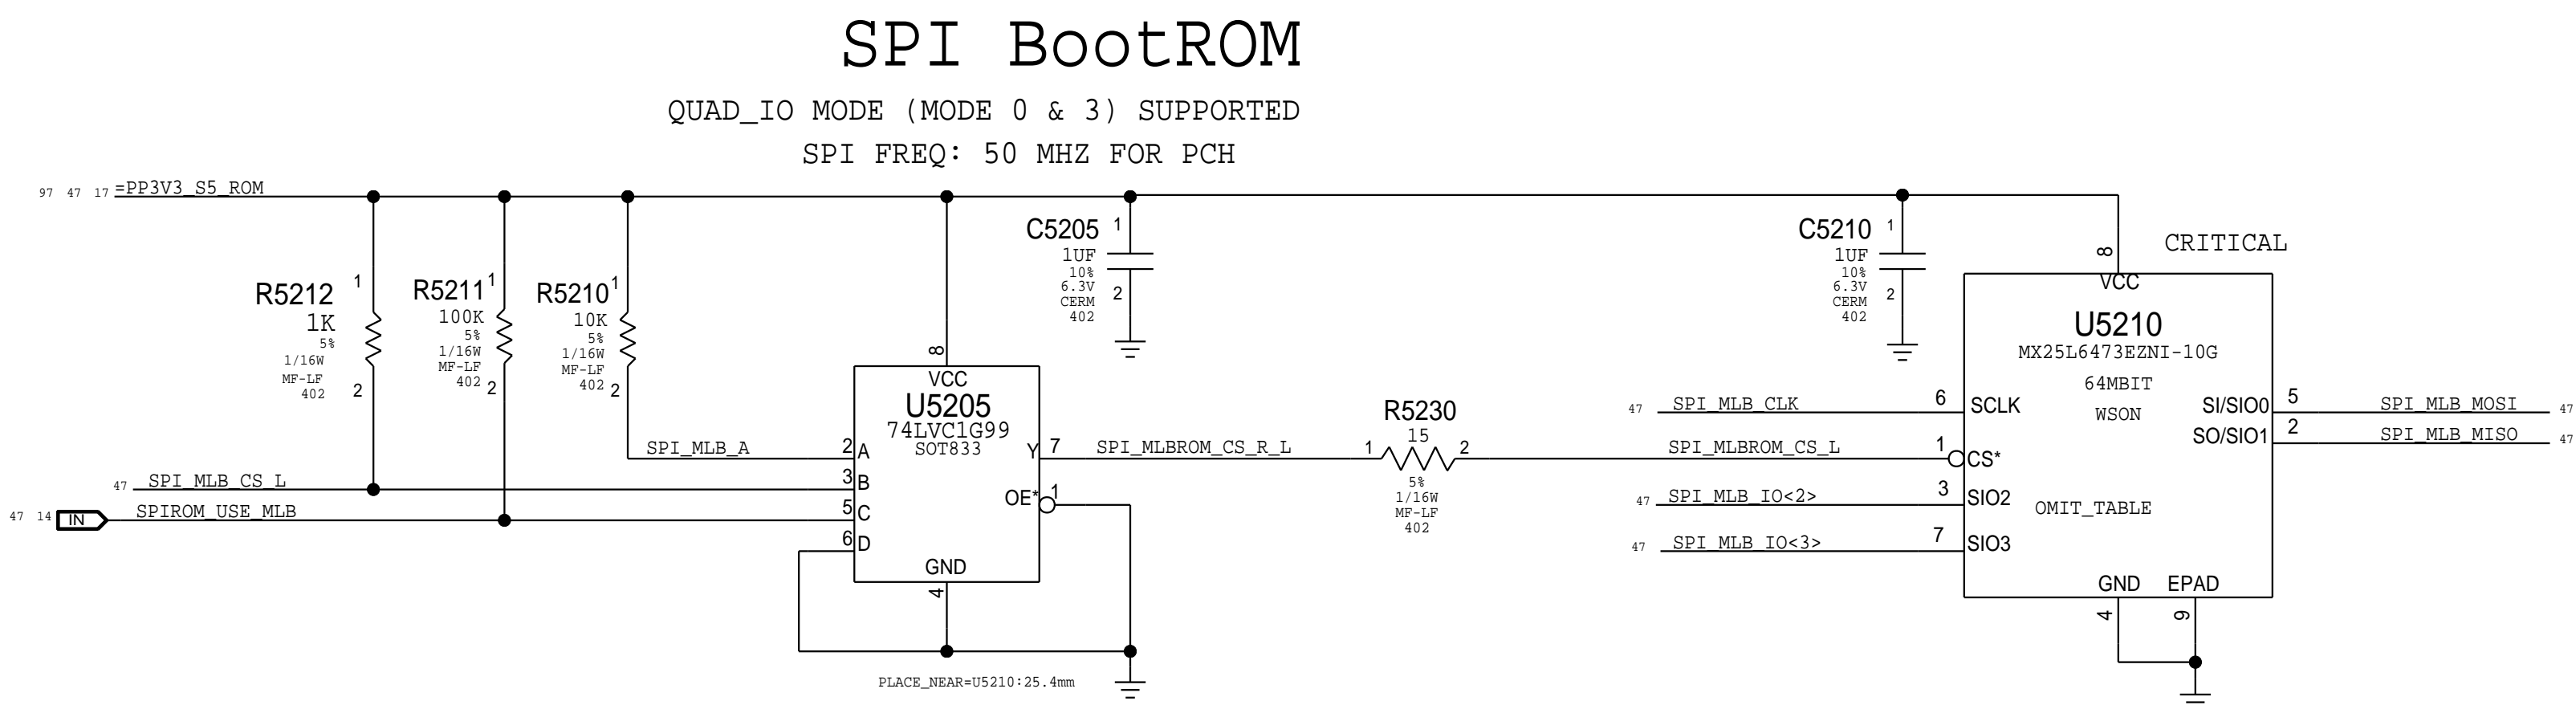 SPI BootROM
QUAD_IO MODE (MODE 0 & 3) SUPPORTED
SPI FREQ: 50 MHZ FOR PCH
97 47 17 =PP3V3_S5_ROM
R5212
1K
5%
1/16W
MF-LF
402
1
2
R5211
100K
5%
1/16W
MF-LF
402
1
2
R5210
10K
5%
1/16W
MF-LF
402
1
2
C5205
1UF
10%
6.3V
CERM
402
1
2
C5210
1UF
10%
6.3V
CERM
402
1
2
CRITICAL
47 SPI_MLB_CS_L
47 14 IN SPIROM_USE_MLB
SPI_MLB_A
8
VCC
U5205
74LVC1G99
SOT833
2 A
3 B
5 C
6 D
Y 7
OE* 1
GND
4
PLACE_NEAR=U5210:25.4mm
SPI_MLBROM_CS_R_L
R5230
15
1
2
5%
1/16W
MF-LF
402
8
VCC
U5210
MX25L6473EZNI-10G
64MBIT
WSON
OMIT_TABLE
47 SPI_MLB_CLK 6 SCLK
SPI_MLBROM_CS_L 1 CS*
47 SPI_MLB_IO<2> 3 SIO2
47 SPI_MLB_IO<3> 7 SIO3
SI/SIO0 5 SPI_MLB_MOSI 47
SO/SIO1 2 SPI_MLB_MISO 47
GND EPAD
4 9